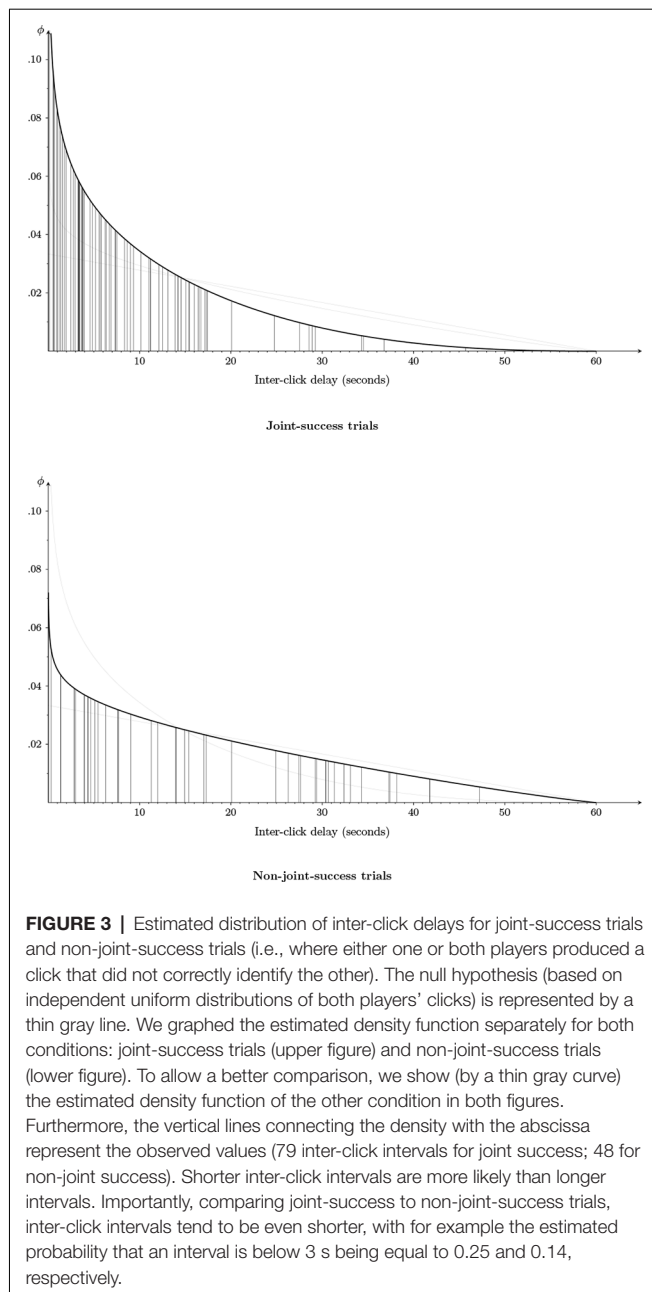 φ
.10
.08
.06
.04
.02
10 20 30 40 50 60
Inter-click delay (seconds)
Joint-success trials
φ
.10
.08
.06
.04
.02
10 20 30 40 50 60
Inter-click delay (seconds)
Non-joint-success trials
FIGURE 3 | Estimated distribution of inter-click delays for joint-success trials
and non-joint-success trials (i.e., where either one or both players produced a
click that did not correctly identify the other). The null hypothesis (based on
independent uniform distributions of both players’ clicks) is represented by a
thin gray line. We graphed the estimated density function separately for both
conditions: joint-success trials (upper figure) and non-joint-success trials
(lower figure). To allow a better comparison, we show (by a thin gray curve)
the estimated density function of the other condition in both figures.
Furthermore, the vertical lines connecting the density with the abscissa
represent the observed values (79 inter-click intervals for joint success; 48 for
non-joint success). Shorter inter-click intervals are more likely than longer
intervals. Importantly, comparing joint-success to non-joint-success trials,
inter-click intervals tend to be even shorter, with for example the estimated
probability that an interval is below 3 s being equal to 0.25 and 0.14,
respectively.